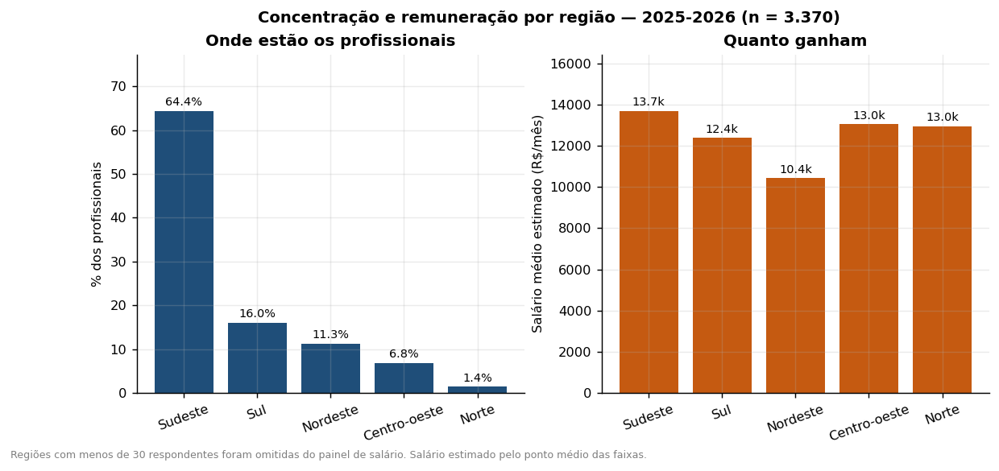 Concentração e remuneração por região — 2025-2026 (n = 3.370)
Onde estão os profissionais
% dos profissionais
70
60
50
40
30
20
10
0
64.4%
16.0%
11.3%
6.8%
1.4%
Sudeste
Sul
Nordeste
Centro-oeste
Norte
Quanto ganham
Salário médio estimado (R$/mês)
16000
14000
12000
10000
8000
6000
4000
2000
0
13.7k
12.4k
10.4k
13.0k
13.0k
Sudeste
Sul
Nordeste
Centro-oeste
Norte
Regiões com menos de 30 respondentes foram omitidas do painel de salário. Salário estimado pelo ponto médio das faixas.